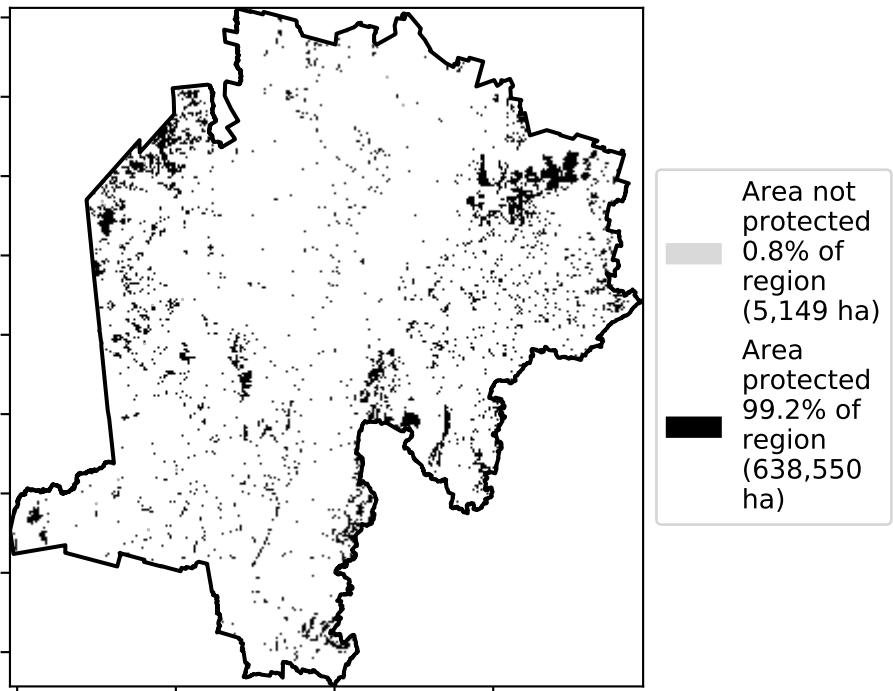 Area not
protected
0.8% of
region
(5,149 ha)
Area
protected
99.2% of
region
(638,550
ha)